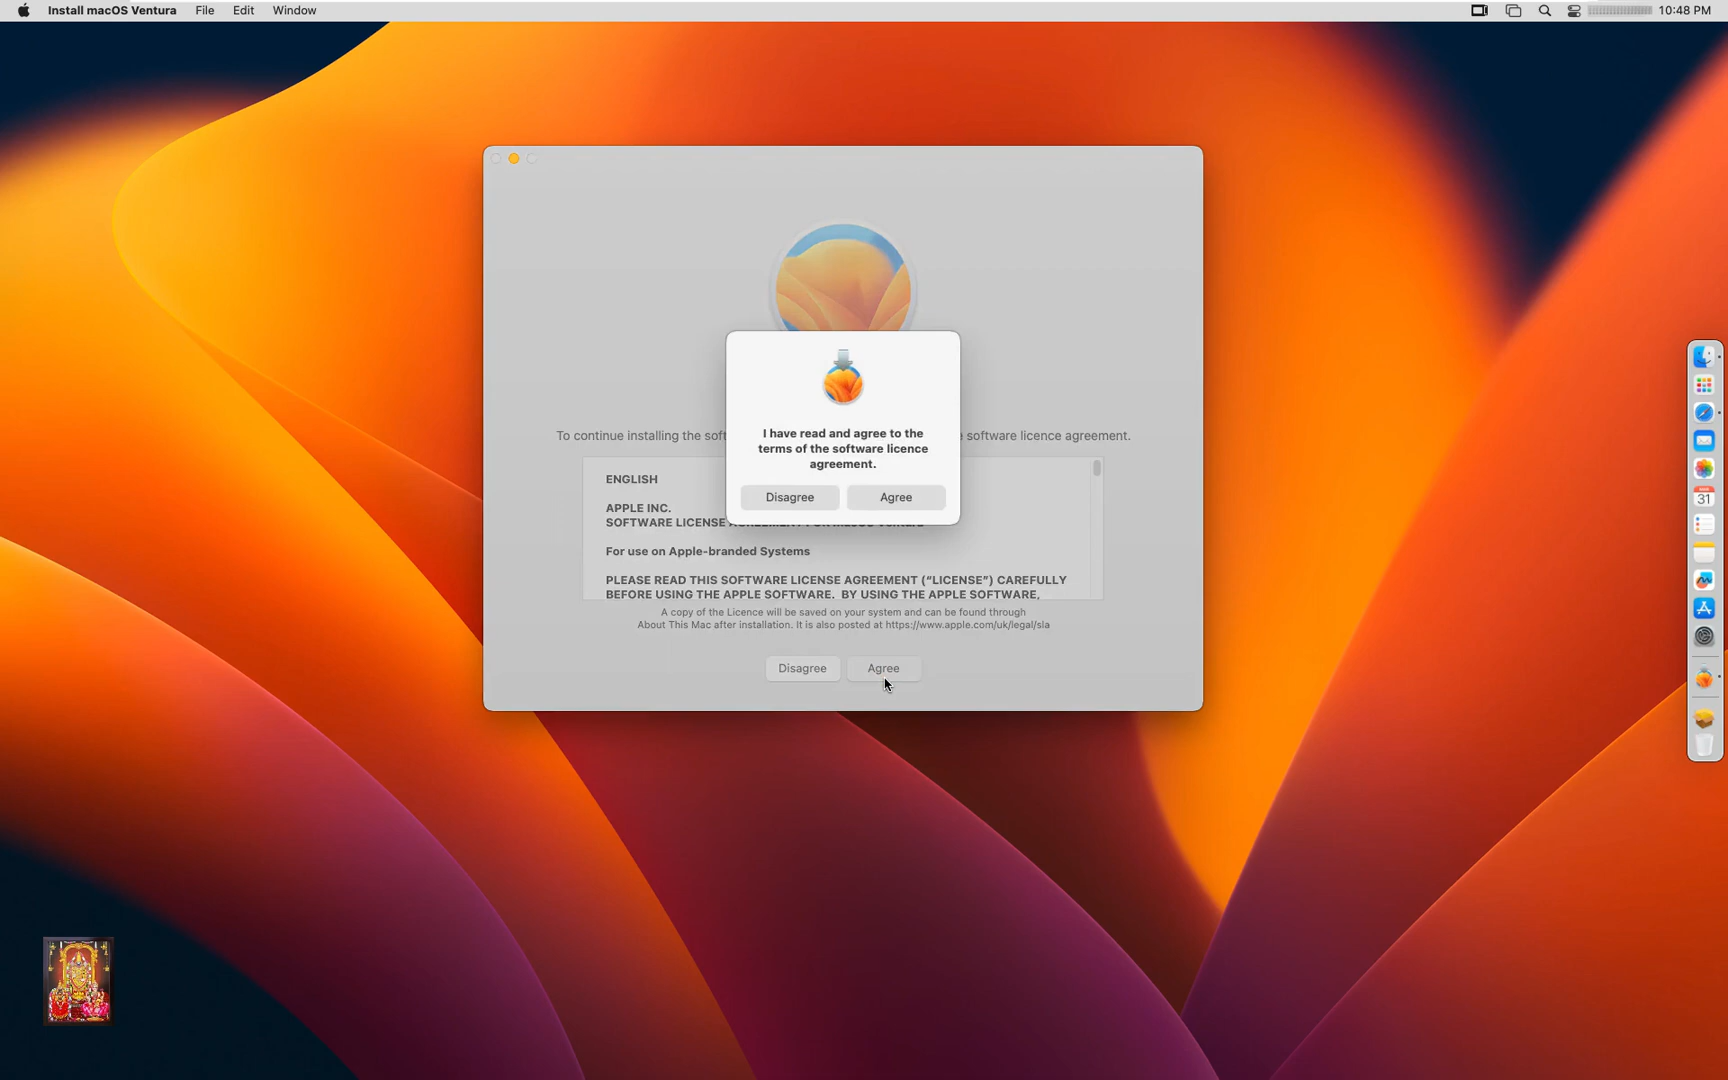 Install macOS Ventura File Edit Window 10:48 PM
To continue installing the soft e software licence agreement.
I have read and agree to the
terms of the software licence
agreement.
Disagree Agree
ENGLISH
APPLE INC.
SOFTWARE LICENSE
For use on Apple-branded Systems
PLEASE READ THIS SOFTWARE LICENSE AGREEMENT (“LICENSE”) CAREFULLY
BEFORE USING THE APPLE SOFTWARE. BY USING THE APPLE SOFTWARE,
A copy of the Licence will be saved on your system and can be found through
About This Mac after installation. It is also posted at https://www.apple.com/uk/legal/sla
Disagree Agree
31